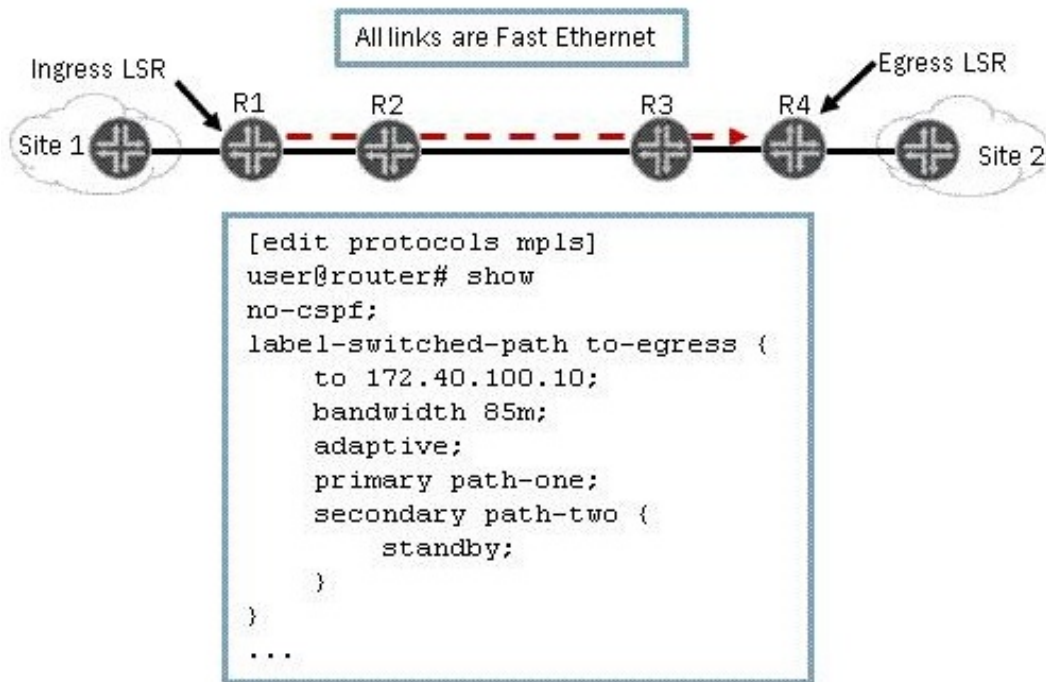 All links are Fast Ethernet
Ingress LSR
Egress LSR
R1
R2
R3
R4
Site 1
Site 2
[edit protocols mpls]
user@router# show
no-cspf;
label-switched-path to-egress {
    to 172.40.100.10;
    bandwidth 85m;
    adaptive;
    primary path-one;
    secondary path-two {
        standby;
    }
}
...